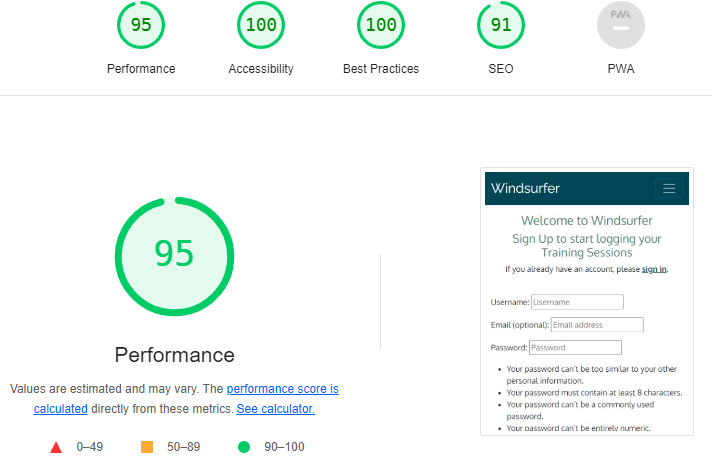 95
100
100
91
PWA
Performance
Accessibility
Best Practices
SEO
PWA
95
Performance
Values are estimated and may vary. The performance score is
calculated directly from these metrics. See calculator.
0–49
50–89
90–100
Windsurfer
Welcome to Windsurfer
Sign Up to start logging your
Training Sessions
If you already have an account, please sign in.
Username: Username
Email (optional): Email address
Password: Password
• Your password can't be too similar to your other
personal information.
• Your password must contain at least 8 characters.
• Your password can't be a commonly used
password.
• Your password can't be entirely numeric.